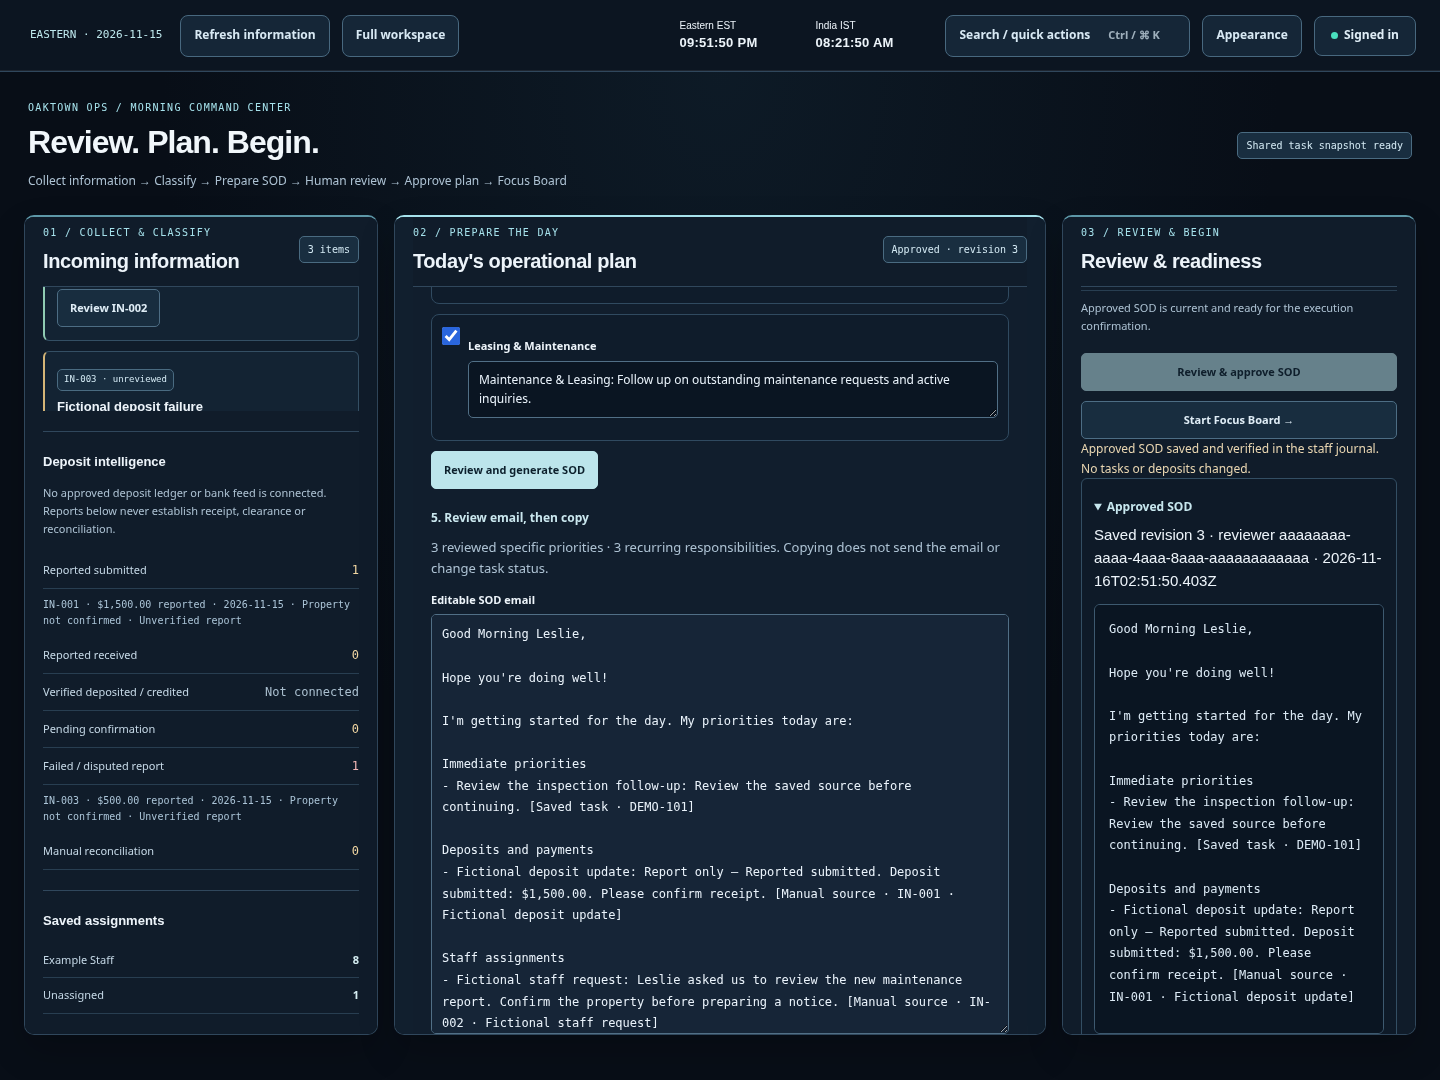 EASTERN · 2026-11-15
Refresh information
Full workspace
Eastern EST
09:51:50 PM
India IST
08:21:50 AM
Search / quick actions Ctrl / ⌘ K
Appearance
Signed in
OAKTOWN OPS / MORNING COMMAND CENTER
Review. Plan. Begin.
Collect information → Classify → Prepare SOD → Human review → Approve plan → Focus Board
Shared task snapshot ready
01 / COLLECT & CLASSIFY
Incoming information
3 items
Review IN-002
IN-003 · unreviewed
Fictional deposit failure
Deposit intelligence
No approved deposit ledger or bank feed is connected.
Reports below never establish receipt, clearance or
reconciliation.
Reported submitted 1
IN-001 · $1,500.00 reported · 2026-11-15 · Property
not confirmed · Unverified report
Reported received 0
Verified deposited / credited Not connected
Pending confirmation 0
Failed / disputed report 1
IN-003 · $500.00 reported · 2026-11-15 · Property
not confirmed · Unverified report
Manual reconciliation 0
Saved assignments
Example Staff 8
Unassigned 1
02 / PREPARE THE DAY
Today's operational plan
Approved · revision 3
Leasing & Maintenance
Maintenance & Leasing: Follow up on outstanding maintenance requests and active
inquiries.
Review and generate SOD
5. Review email, then copy
3 reviewed specific priorities · 3 recurring responsibilities. Copying does not send the email or
change task status.
Editable SOD email
Good Morning Leslie,
Hope you're doing well!
I'm getting started for the day. My priorities today are:
Immediate priorities
- Review the inspection follow-up: Review the saved source before
continuing. [Saved task · DEMO-101]
Deposits and payments
- Fictional deposit update: Report only — Reported submitted. Deposit
submitted: $1,500.00. Please confirm receipt. [Manual source · IN-001 ·
Fictional deposit update]
Staff assignments
- Fictional staff request: Leslie asked us to review the new maintenance
report. Confirm the property before preparing a notice. [Manual source · IN-
002 · Fictional staff request]
03 / REVIEW & BEGIN
Review & readiness
Approved SOD is current and ready for the execution
confirmation.
Review & approve SOD
Start Focus Board →
Approved SOD saved and verified in the staff journal.
No tasks or deposits changed.
▼ Approved SOD
Saved revision 3 · reviewer aaaaaaaa-
aaaa-4aaa-8aaa-aaaaaaaaaaaa · 2026-11-
16T02:51:50.403Z
Good Morning Leslie,
Hope you're doing well!
I'm getting started for the day. My
priorities today are:
Immediate priorities
- Review the inspection follow-up:
Review the saved source before
continuing. [Saved task · DEMO-101]
Deposits and payments
- Fictional deposit update: Report
only — Reported submitted. Deposit
submitted: $1,500.00. Please
confirm receipt. [Manual source ·
IN-001 · Fictional deposit update]